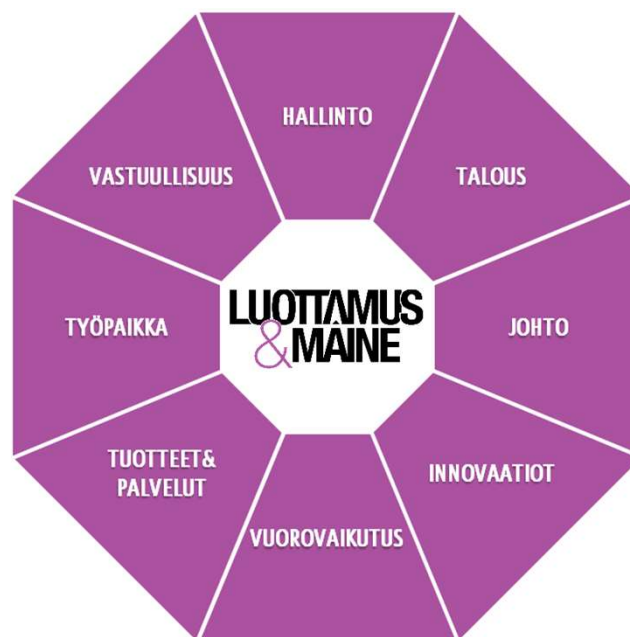 HALLINTO
TALOUS
JOHTO
INNOVAATIOT
VUOROVAIKUTUS
TUOTTEET&
PALVELUT
TYÖPAIKKA
VASTUULLISUUS
LUOTTAMUS
&MAINE